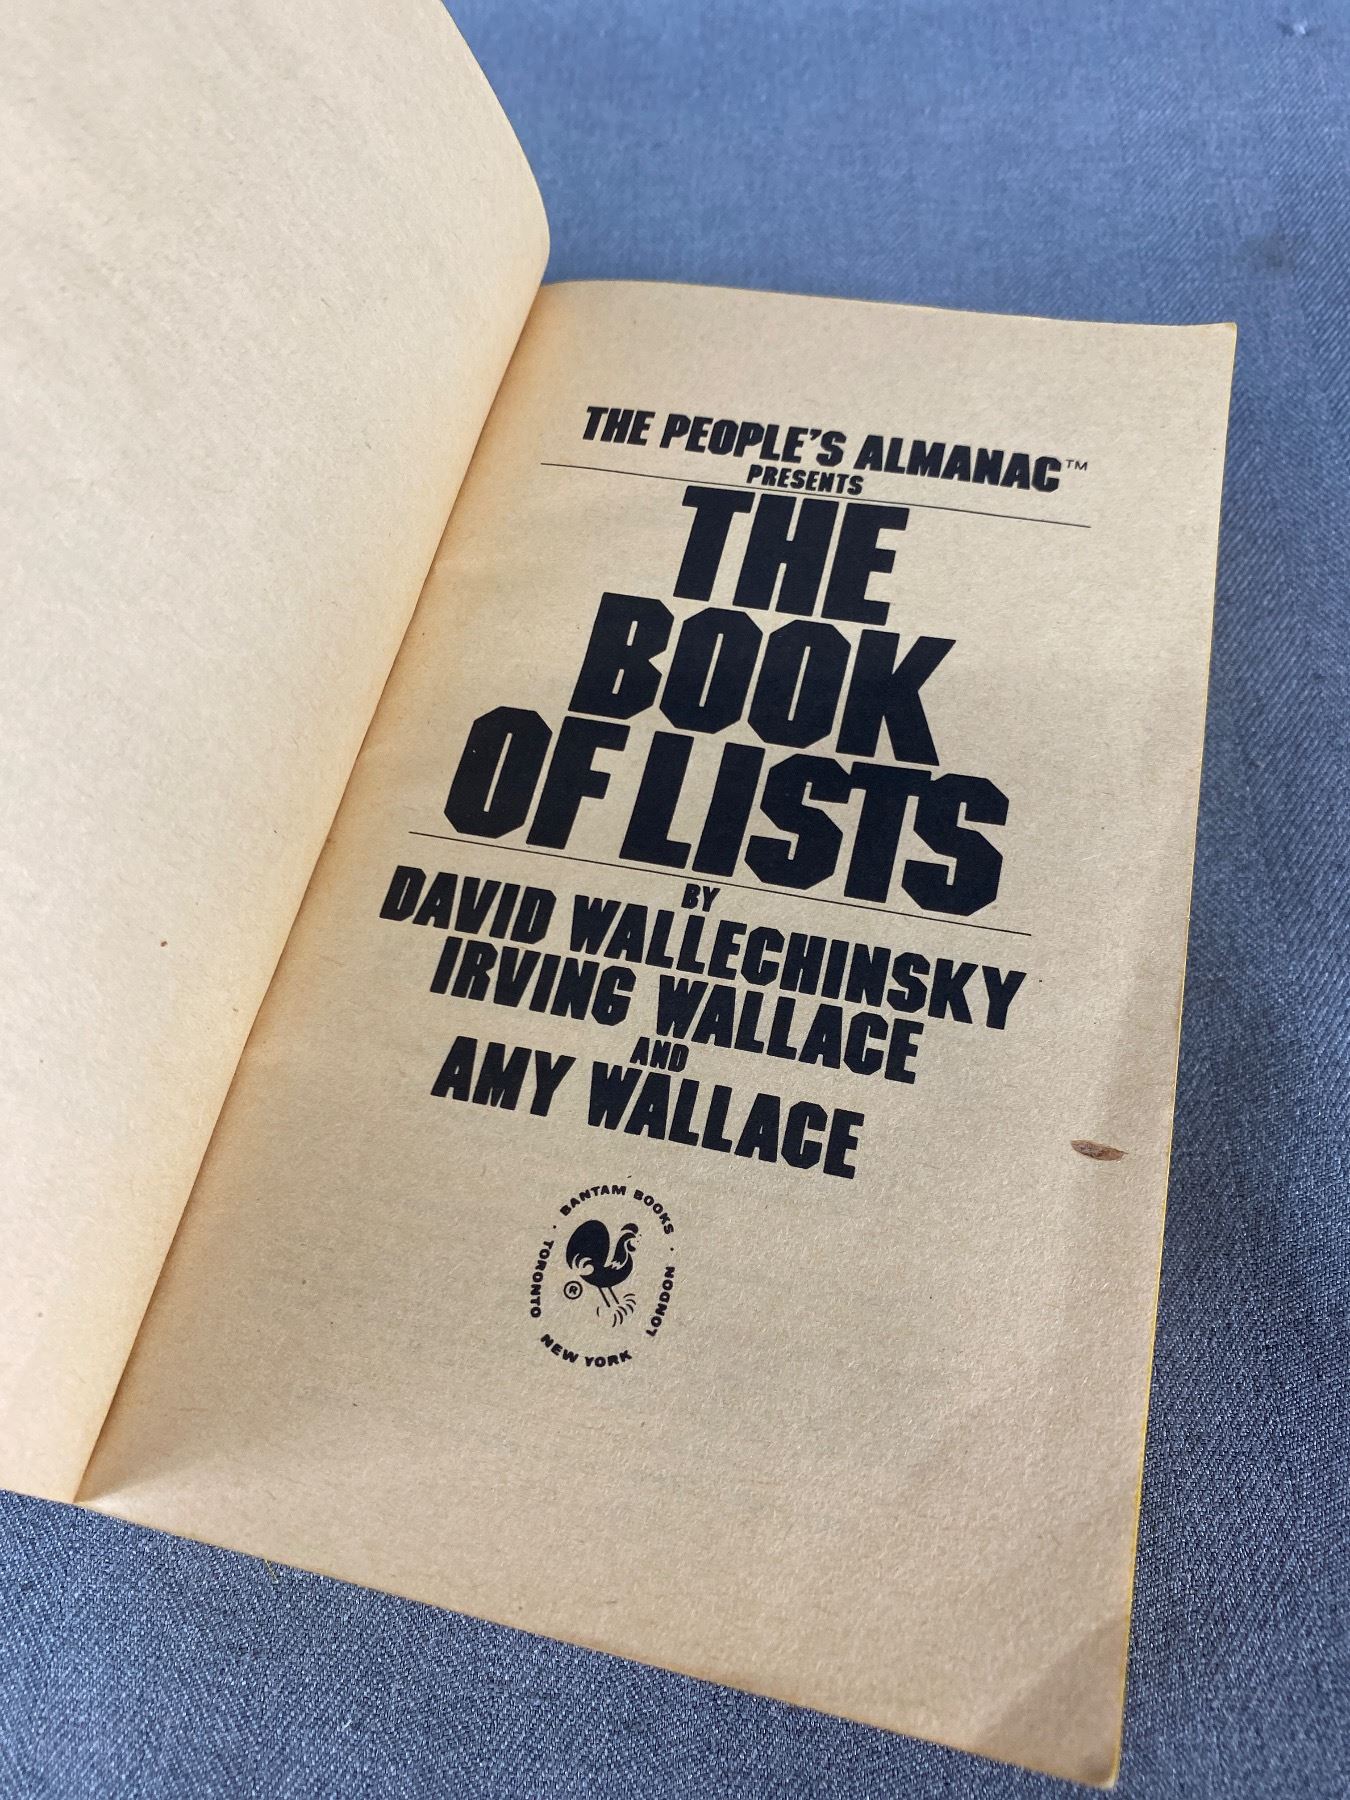 THE PEOPLE'S ALMANAC™
PRESENTS
THE
BOOK
OF LISTS
BY
DAVID WALLECHINSKY
IRVING WALLACE
AND
AMY WALLACE
BANTAM BOOKS
TORONTO · NEW YORK · LONDON
®